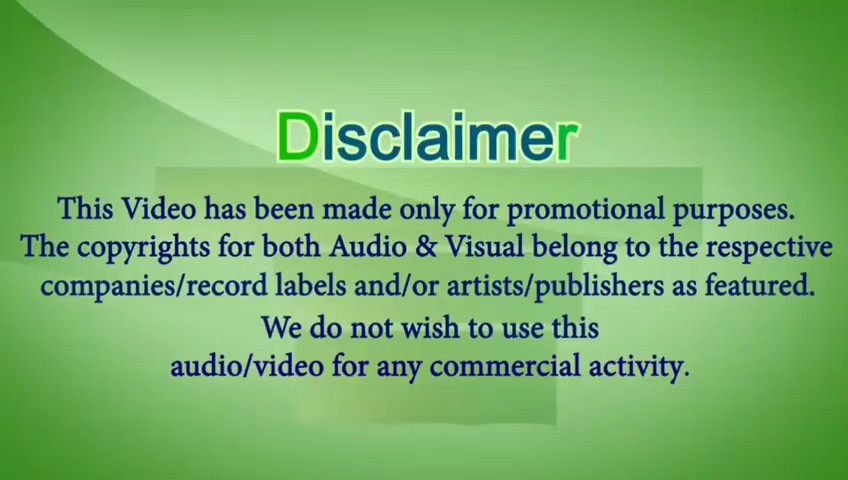 Disclaimer
This Video has been made only for promotional purposes.
The copyrights for both Audio & Visual belong to the respective
companies/record labels and/or artists/publishers as featured.
We do not wish to use this
audio/video for any commercial activity.